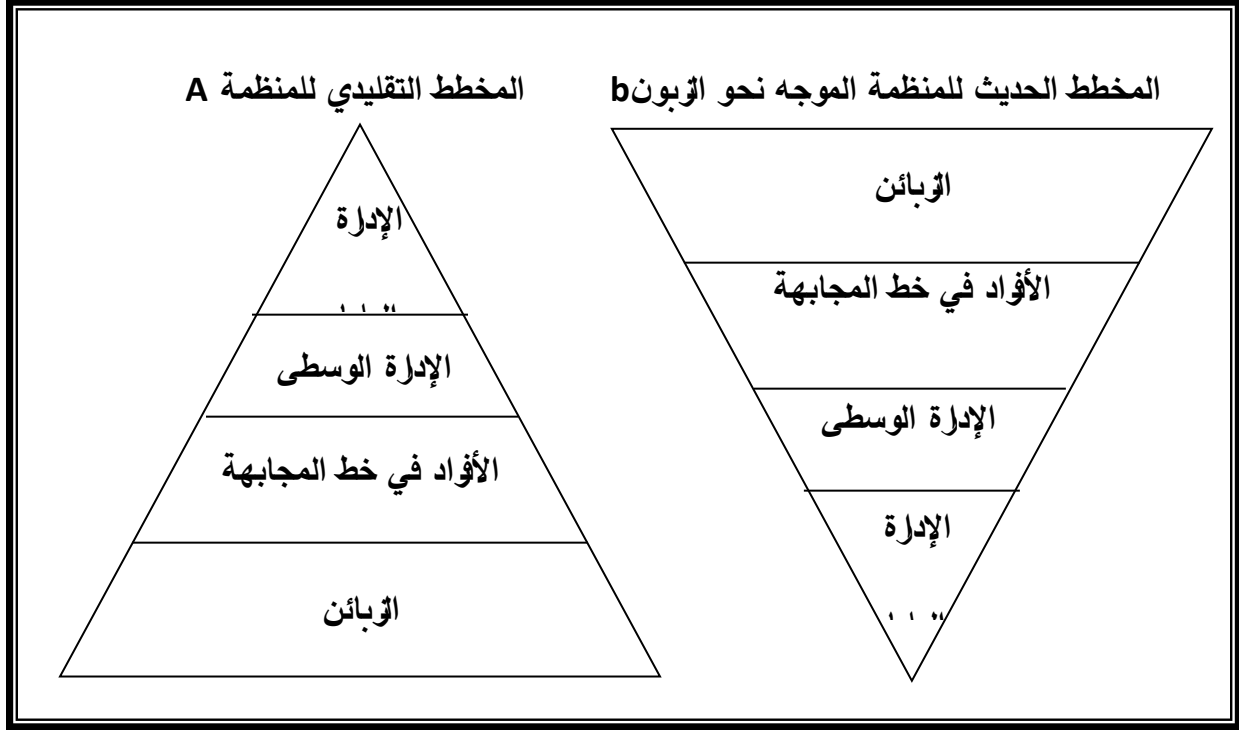 المخطط الحديث للمنظمة الموجه نحو الزبونb
الزبائن
الأفراد في خط المجابهة
الإدارة الوسطى
الإدارة
المخطط التقليدي للمنظمة A
الإدارة
الإدارة الوسطى
الأفراد في خط المجابهة
الزبائن